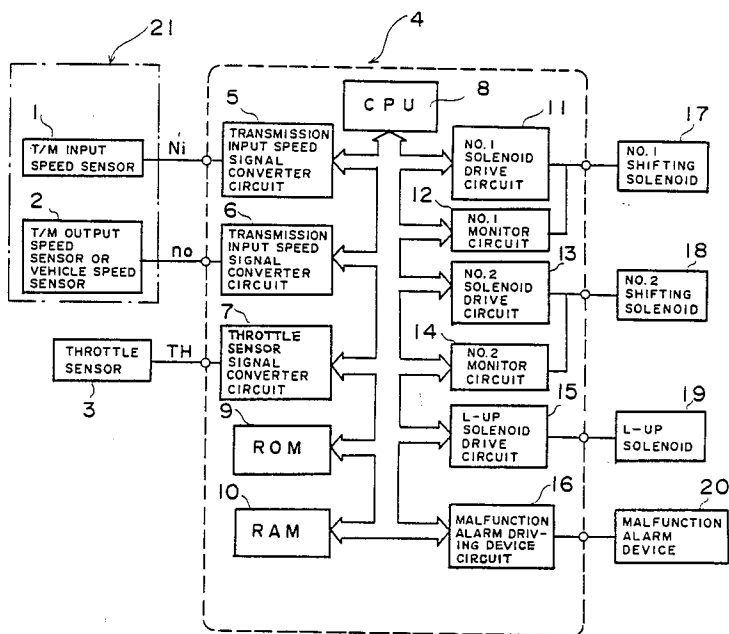 21
4
1
T/M INPUT
SPEED SENSOR
Ni
2
T/M OUTPUT
SPEED
SENSOR OR
VEHICLE SPEED
SENSOR
no
THROTTLE
SENSOR
3
TH
5
TRANSMISSION
INPUT SPEED
SIGNAL
CONVERTER
CIRCUIT
6
TRANSMISSION
INPUT SPEED
SIGNAL
CONVERTER
CIRCUIT
7
THROTTLE
SENSOR
SIGNAL
CONVERTER
CIRCUIT
9
ROM
10
RAM
CPU
8
11
NO.1
SOLENOID
DRIVE
CIRCUIT
12
NO.1
MONITOR
CIRCUIT
13
NO.2
SOLENOID
DRIVE
CIRCUIT
14
NO.2
MONITOR
CIRCUIT
15
L-UP
SOLENOID
DRIVE
CIRCUIT
16
MALFUNCTION
ALARM DRIV-
ING DEVICE
CIRCUIT
17
NO.1
SHIFTING
SOLENOID
18
NO.2
SHIFTING
SOLENOID
19
L-UP
SOLENOID
20
MALFUNCTION
ALARM
DEVICE